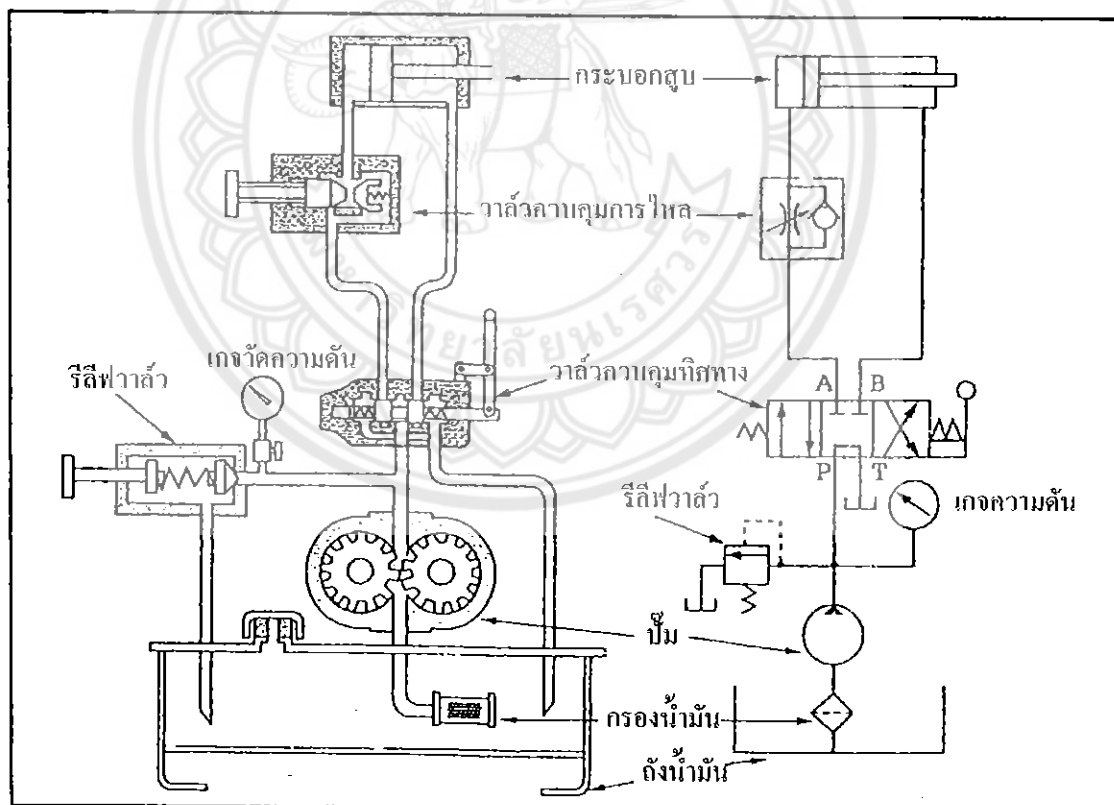 กระบอกสูบ
วาล์วควบคุมการไหล
เกจวัดความดัน
รีลีฟวาล์ว
วาล์วควบคุมทิศทาง
A B
P T
รีลีฟวาล์ว
เกจความดัน
ปั๊ม
กรองน้ำมัน
ถังน้ำมัน